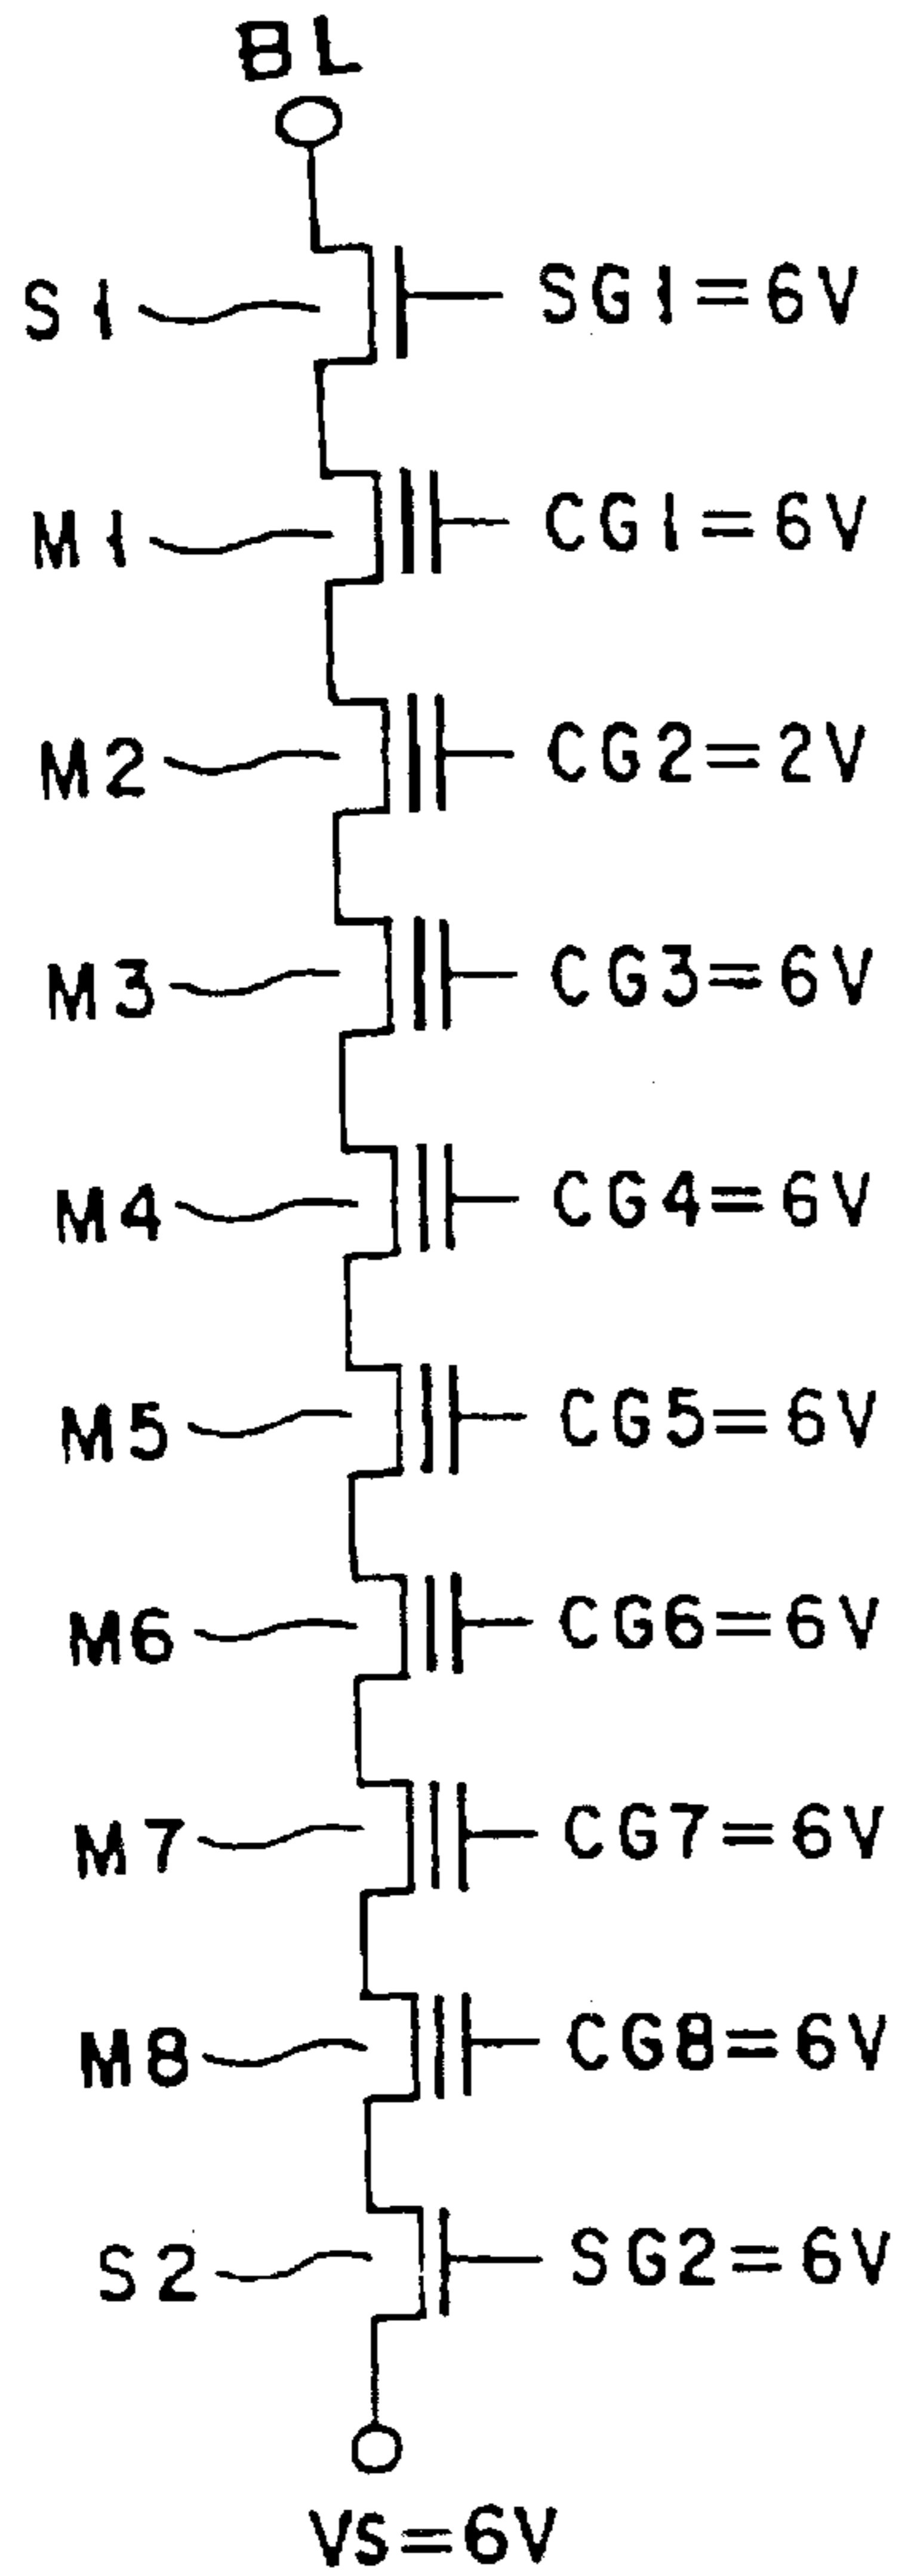 BL
S1 SG1=6V
M1 CG1=6V
M2 CG2=2V
M3 CG3=6V
M4 CG4=6V
M5 CG5=6V
M6 CG6=6V
M7 CG7=6V
M8 CG8=6V
S2 SG2=6V
VS=6V